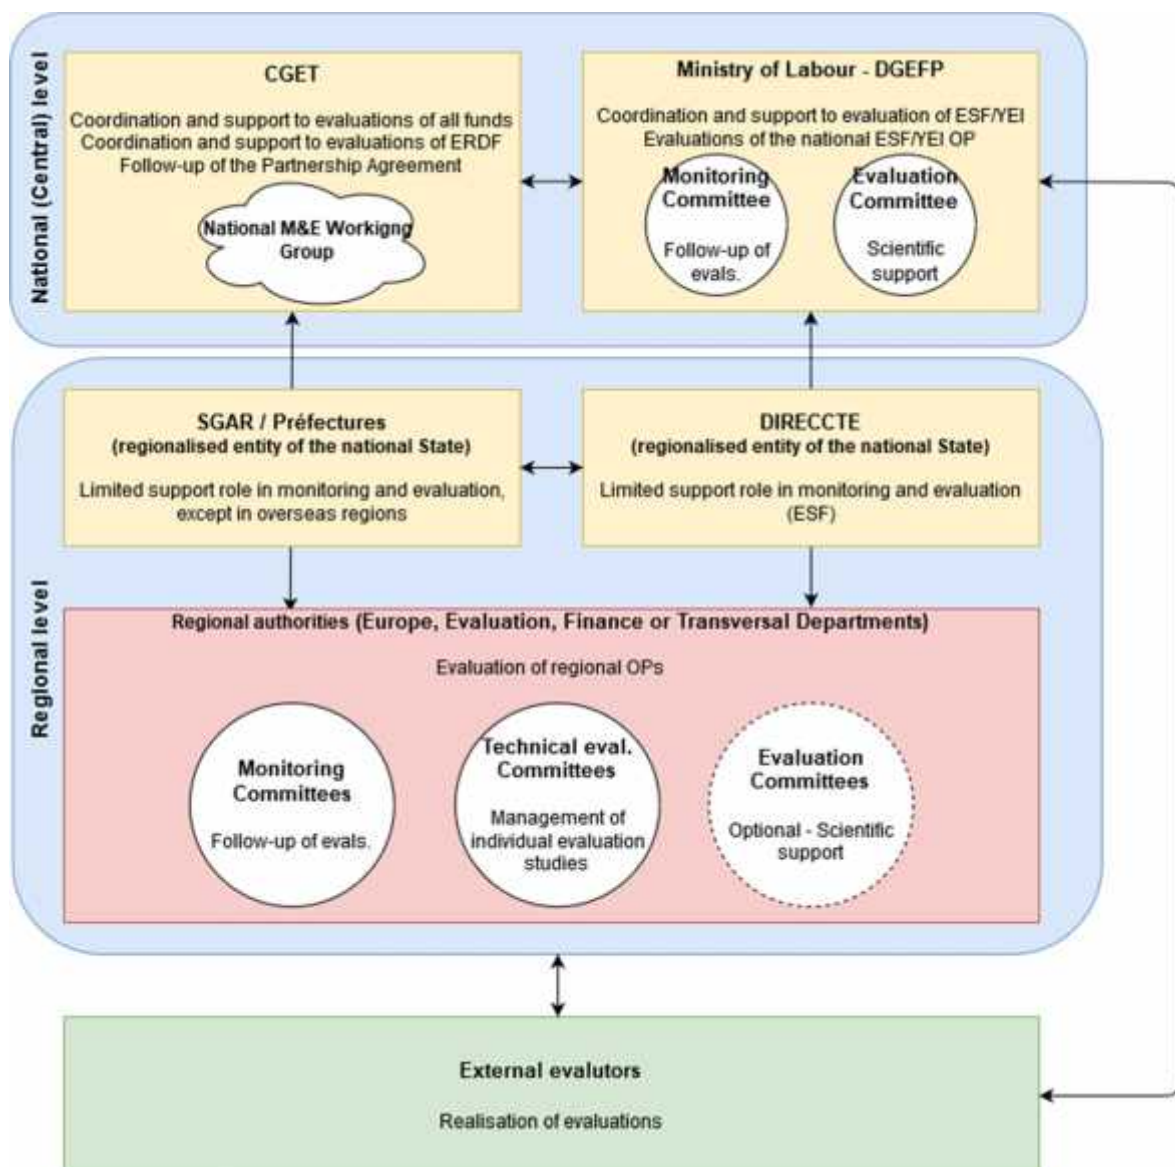 National (Central) level
CGET
Coordination and support to evaluations of all funds
Coordination and support to evaluations of ERDF
Follow-up of the Partnership Agreement
National M&E Workigng
Group
Ministry of Labour - DGEFP
Coordination and support to evaluation of ESF/YEI
Evaluations of the national ESF/YEI OP
Monitoring
Committee
Follow-up of
evals.
Evaluation
Committee
Scientific
support
Regional level
SGAR / Préfectures
(regionalised entity of the national State)
Limited support role in monitoring and evaluation,
except in overseas regions
DIRECCTE
(regionalised entity of the national State)
Limited support role in monitoring and evaluation
(ESF)
Regional authorities (Europe, Evaluation, Finance or Transversal Departments)
Evaluation of regional OPs
Monitoring
Committees
Follow-up of evals.
Technical eval.
Committees
Management of
individual evaluation
studies
Evaluation
Committees
Optional - Scientific
support
External evalutors
Realisation of evaluations